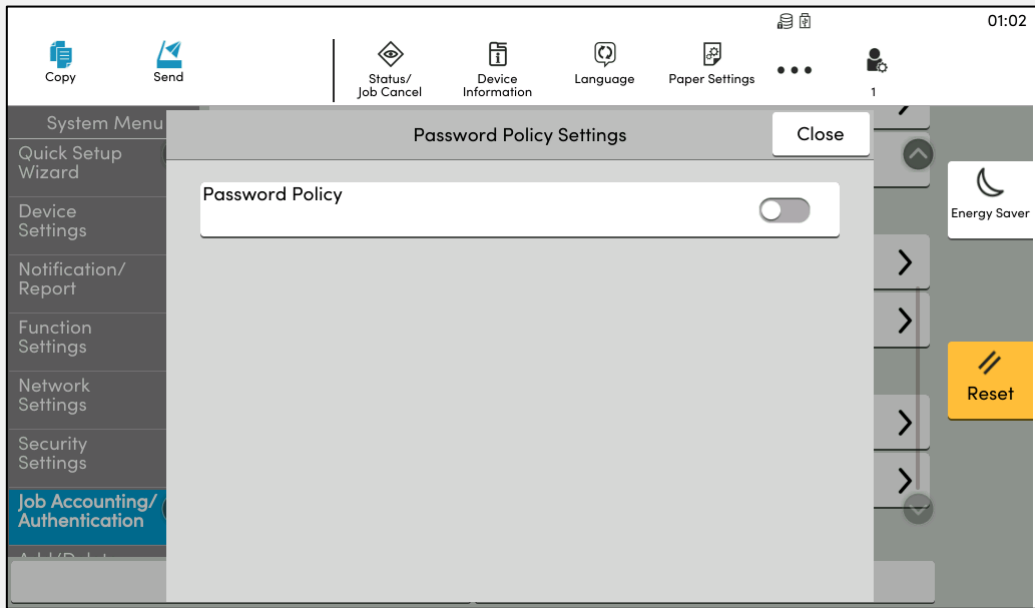 01:02
Copy
Send
Status/
Job Cancel
Device
Information
Language
Paper Settings
1
System Menu
Password Policy Settings
Close
Quick Setup
Wizard
Password Policy
Device
Settings
Energy Saver
Notification/
Report
Function
Settings
Network
Settings
Reset
Security
Settings
Job Accounting/
Authentication